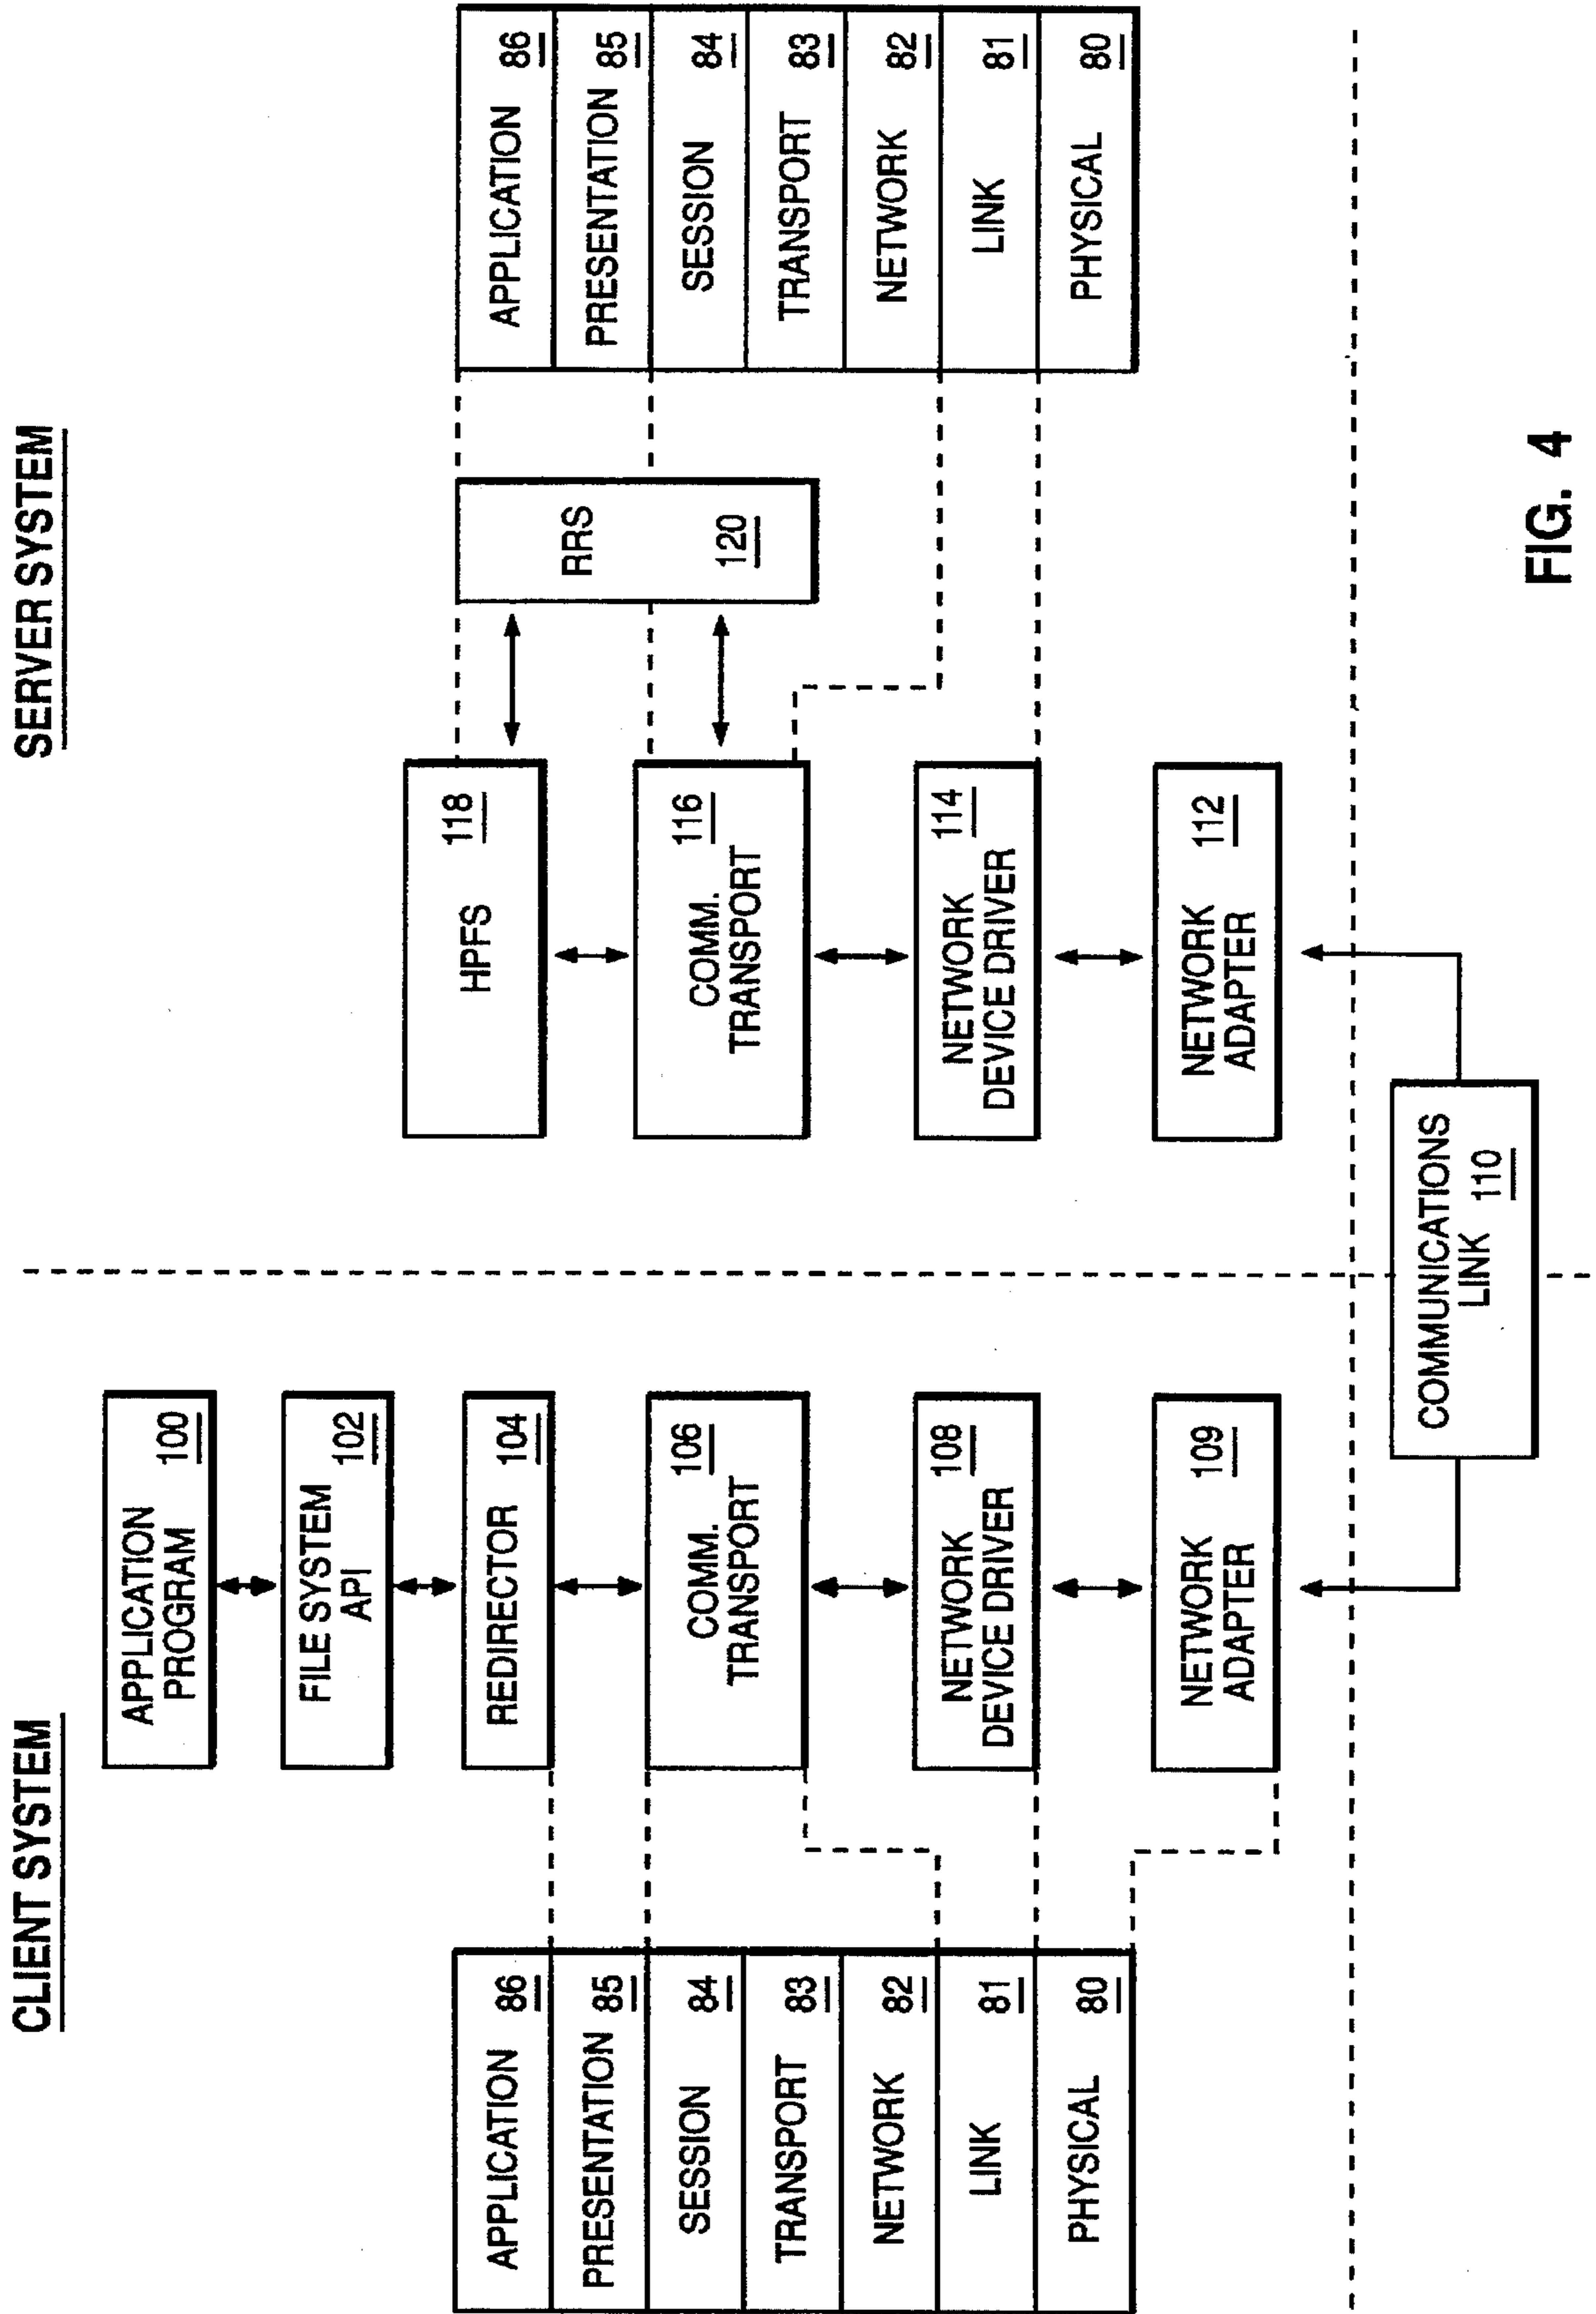 CLIENT SYSTEM
APPLICATION 86
PRESENTATION 85
SESSION 84
TRANSPORT 83
NETWORK 82
LINK 81
PHYSICAL 80
APPLICATION
PROGRAM 100
FILE SYSTEM
API 102
REDIRECTOR 104
COMM. 106
TRANSPORT
NETWORK 108
DEVICE DRIVER
NETWORK 109
ADAPTER
COMMUNICATIONS
LINK 110
SERVER SYSTEM
HPFS 118
COMM. 116
TRANSPORT
NETWORK 114
DEVICE DRIVER
NETWORK 112
ADAPTER
RRS
120
APPLICATION 86
PRESENTATION 85
SESSION 84
TRANSPORT 83
NETWORK 82
LINK 81
PHYSICAL 80
FIG. 4